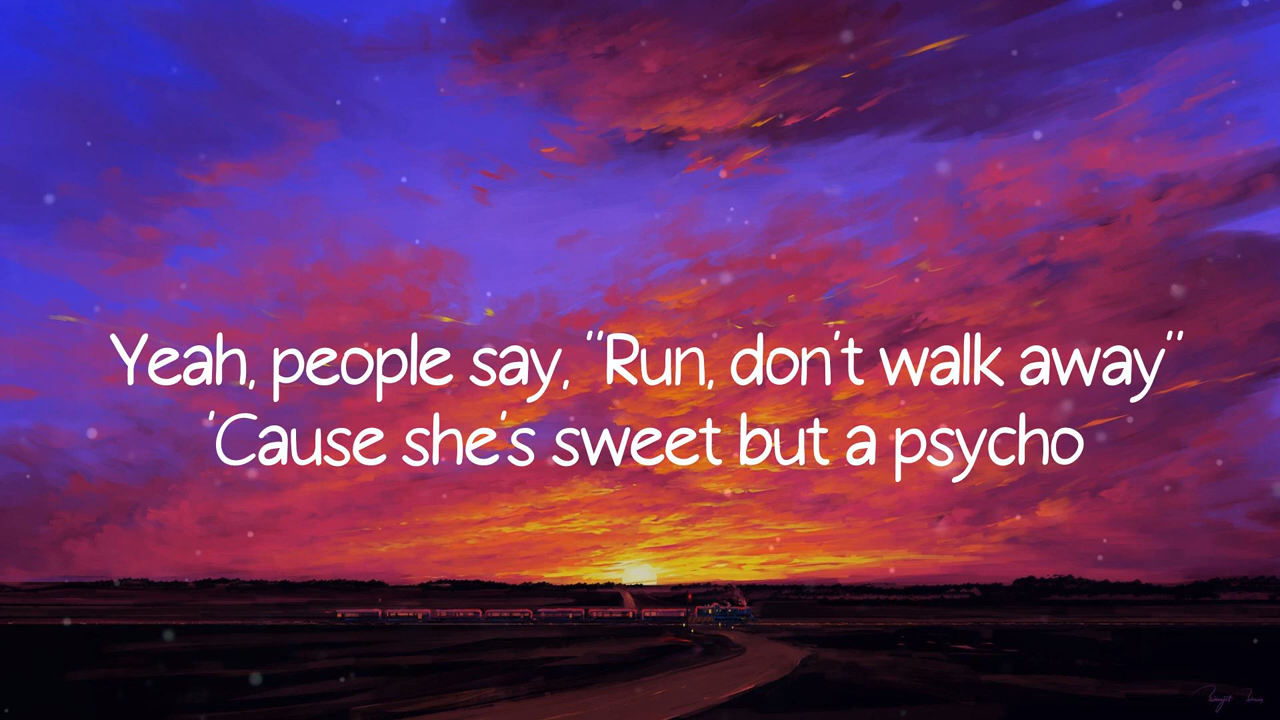 Yeah, people say, "Run, don't walk away"
'Cause she's sweet but a psycho